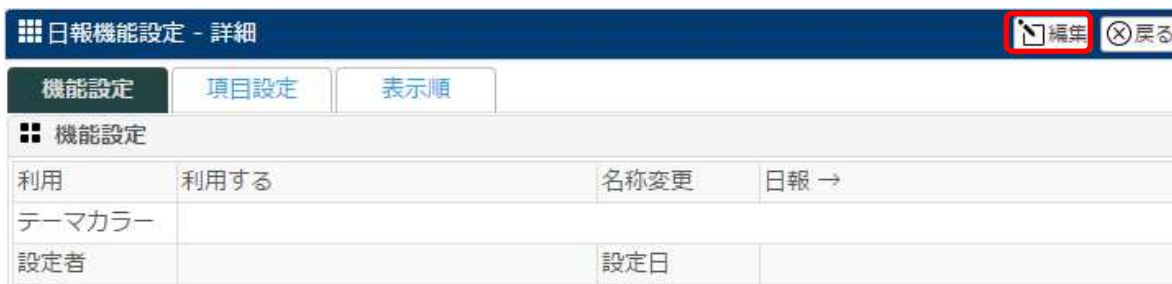 日報機能設定 - 詳細 編集 戻る
機能設定 項目設定 表示順
機能設定
利用 利用する 名称変更 日報 →
テーマカラー
設定者 設定日